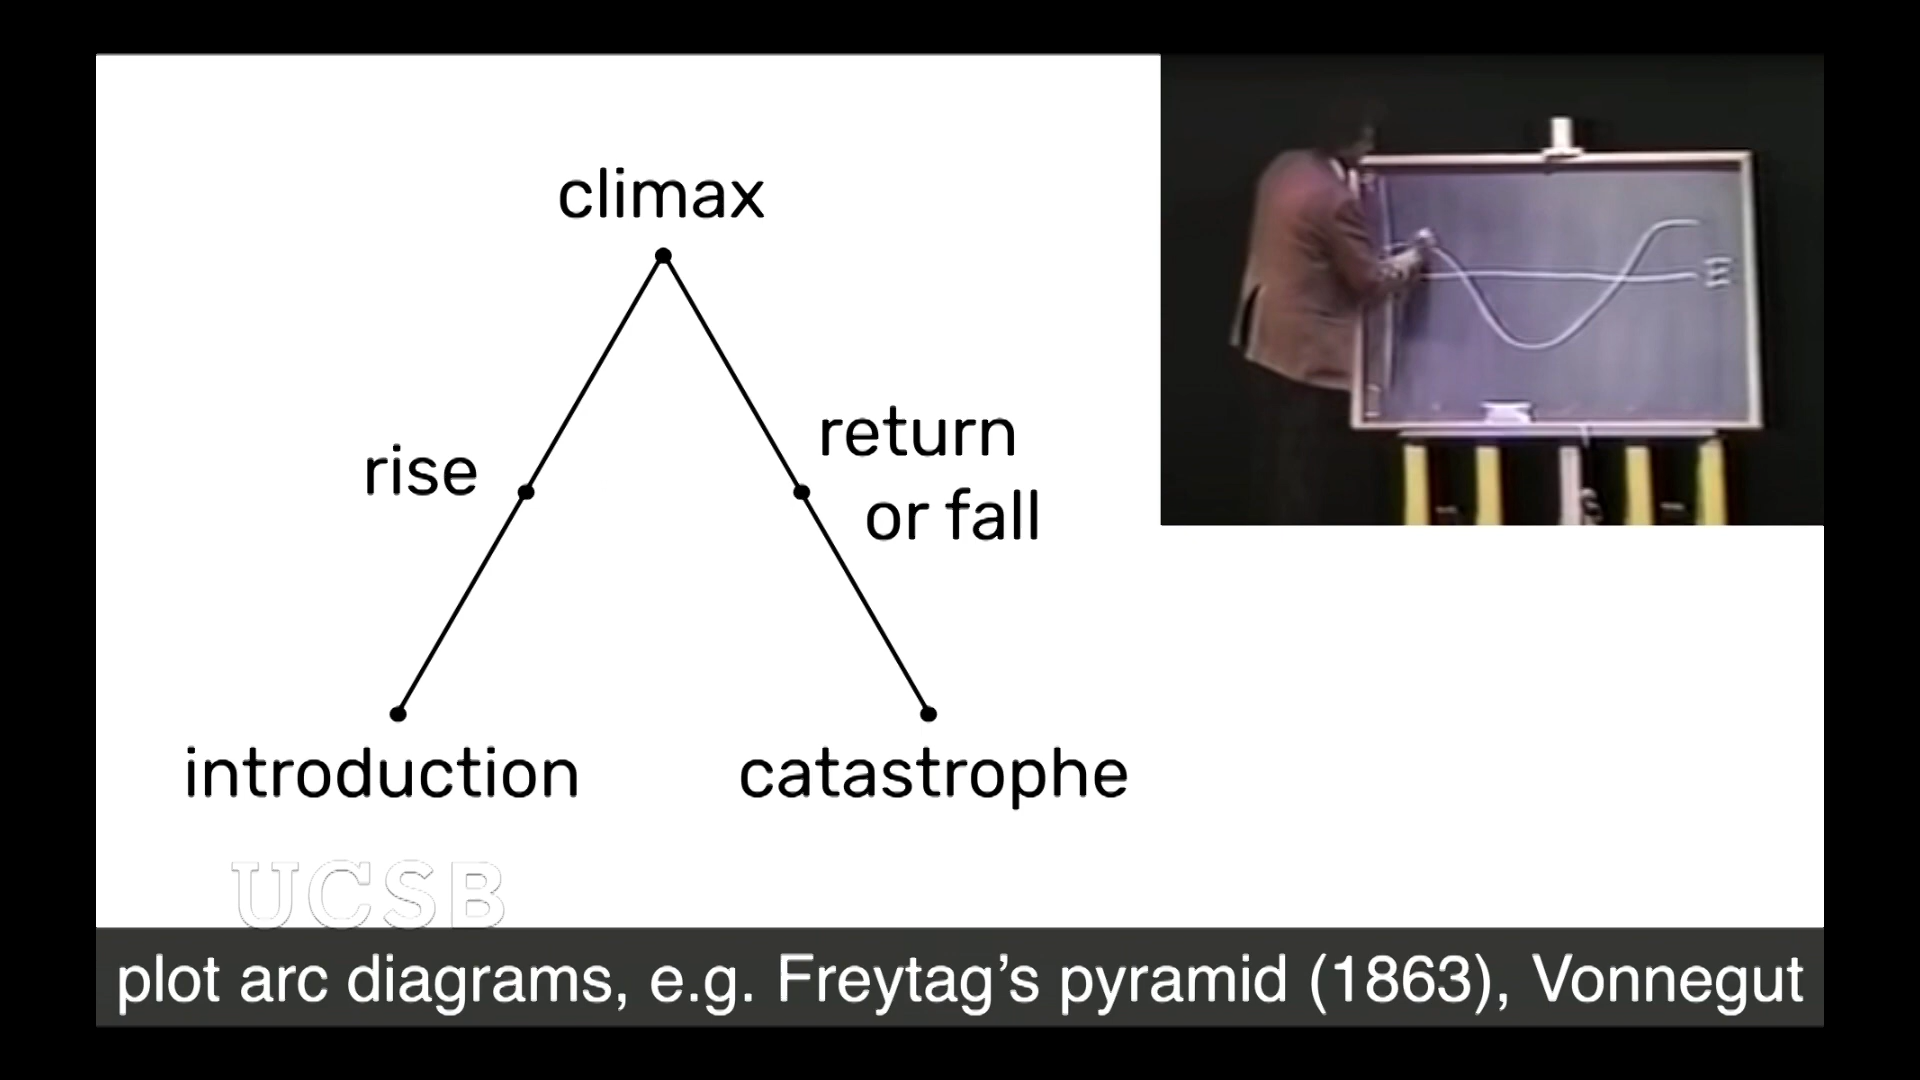 climax
rise
return
or fall
introduction
catastrophe
UCSB
plot arc diagrams, e.g. Freytag’s pyramid (1863), Vonnegut